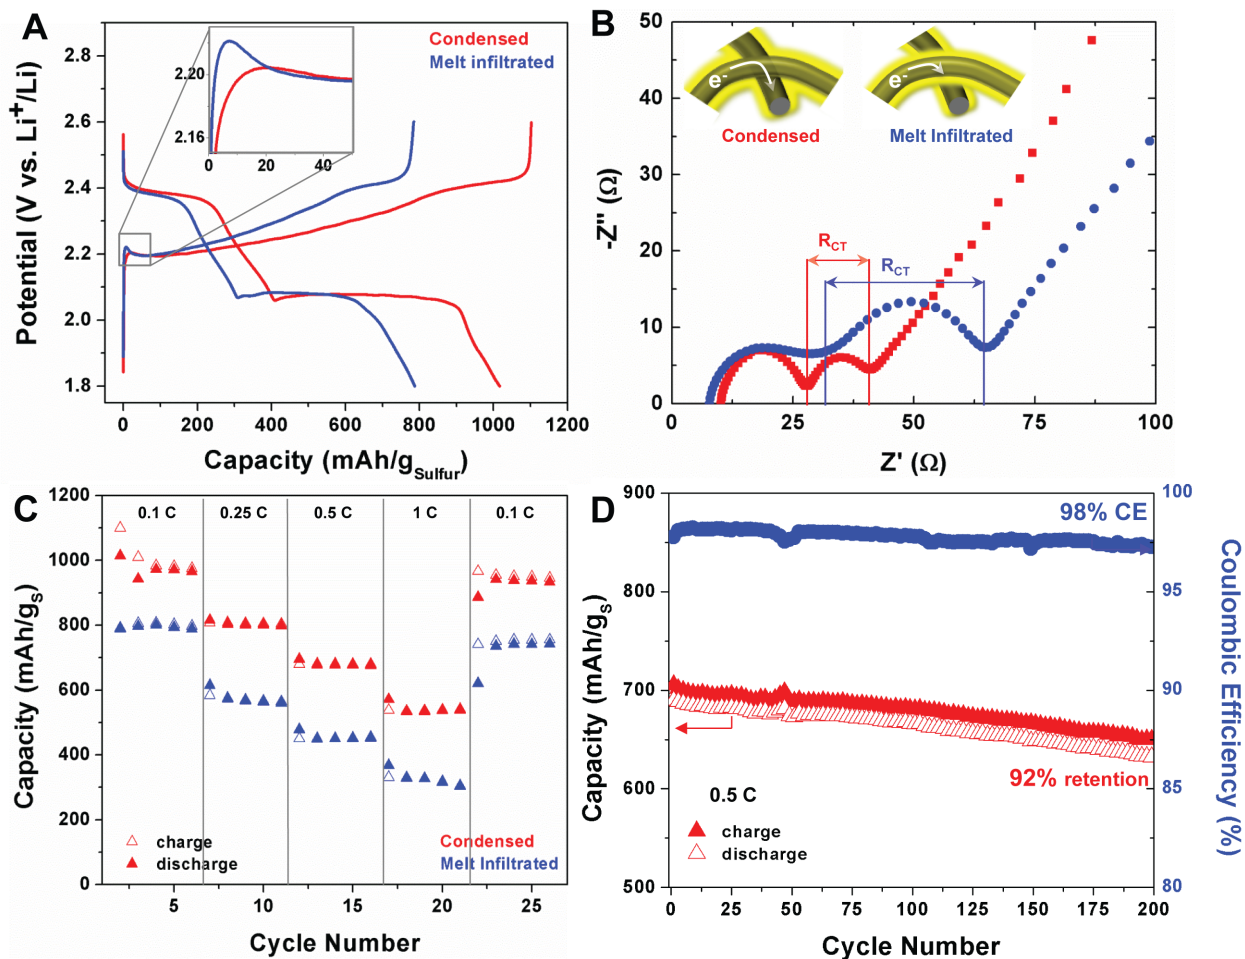 A
Condensed
Melt infiltrated
2.8
2.6
2.4
2.2
2.0
1.8
2.20
2.16
0 20 40
Potential (V vs. Li+/Li)
0 200 400 600 800 1000 1200
Capacity (mAh/gSulfur)
B
-50
50
40
30
20
10
0
-Z'' (Ω)
e-
e-
Condensed
Melt Infiltrated
RCT
RCT
0 25 50 75 100
Z' (Ω)
C
1200
1000
800
600
400
200
0
Capacity (mAh/gS)
0.1 C 0.25 C 0.5 C 1 C 0.1 C
charge
discharge
Condensed
Melt Infiltrated
5 10 15 20 25
Cycle Number
D
900
800
700
600
500
Capacity (mAh/gS)
98% CE
92% retention
0.5 C
charge
discharge
100
95
90
85
80
Coulombic Efficiency (%)
0 25 50 75 100 125 150 175 200
Cycle Number